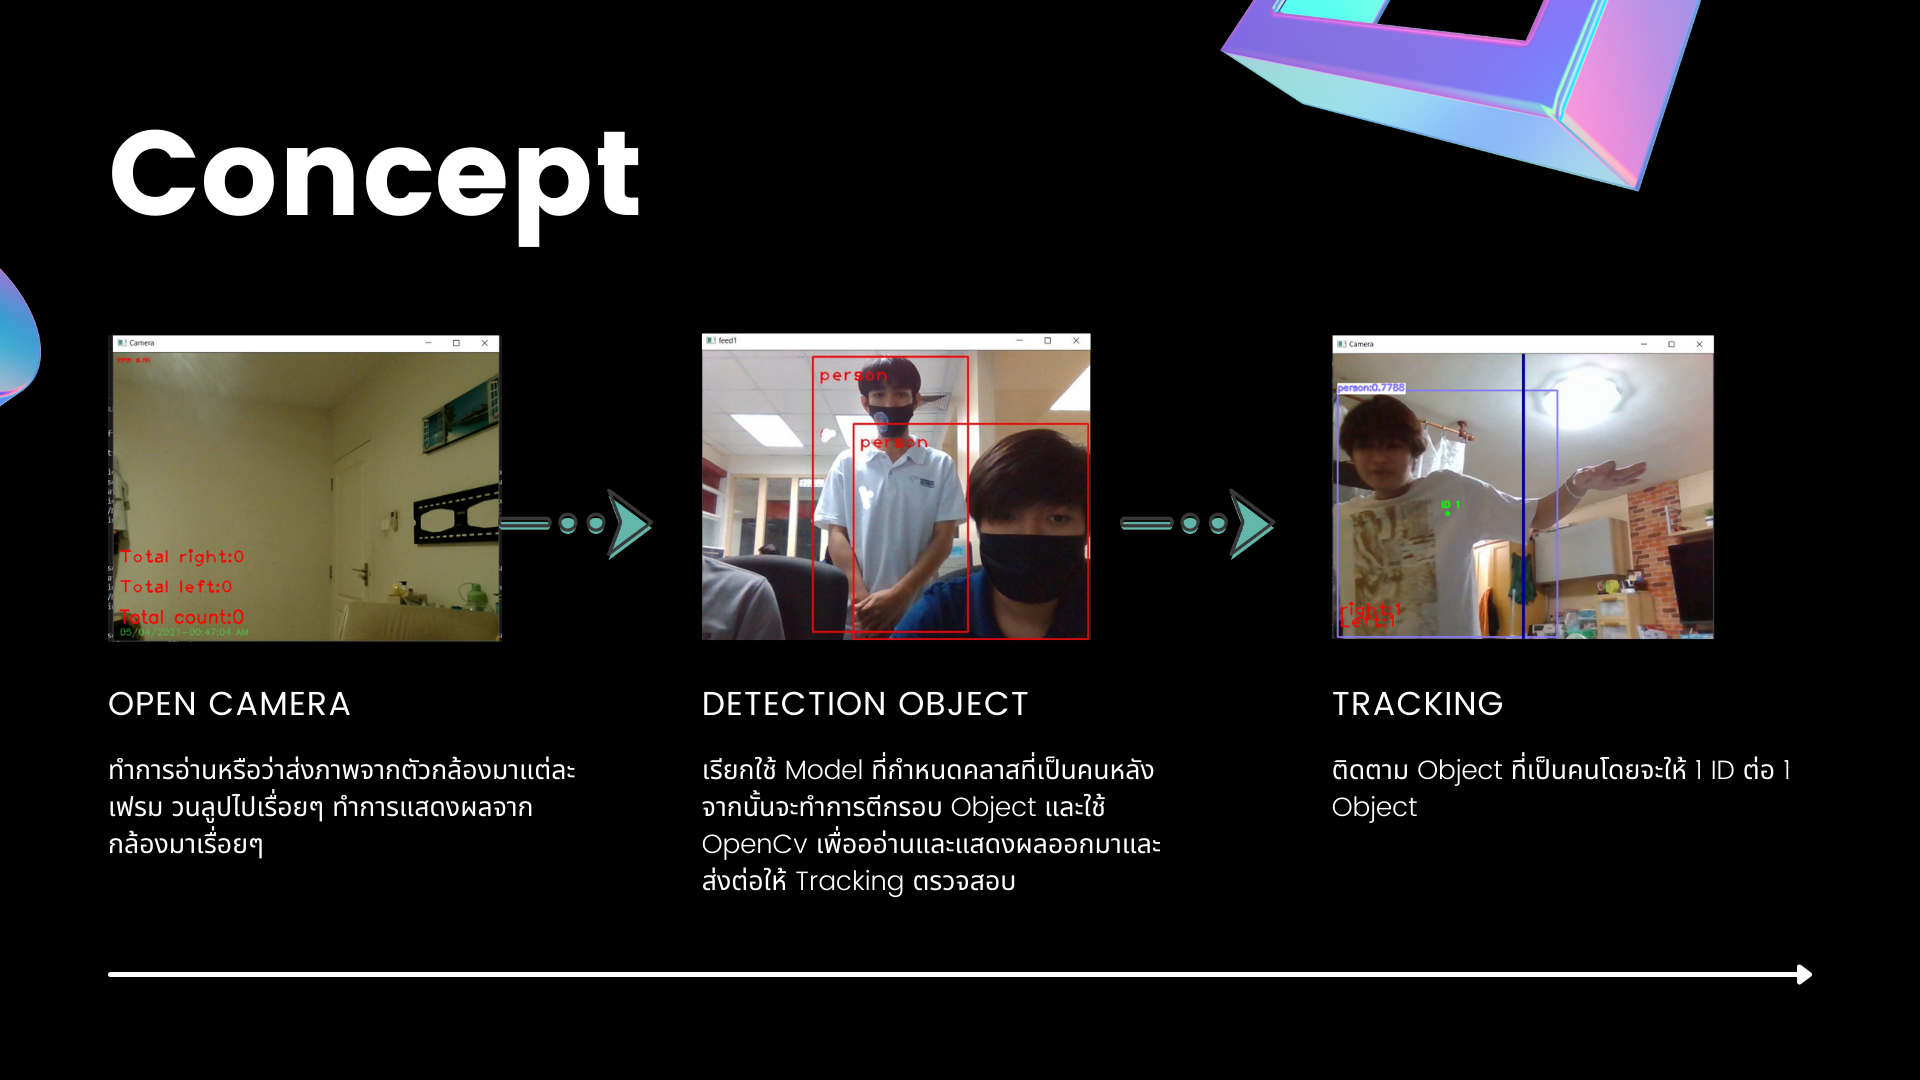 Concept
Camera
FPS: 8.90
Total right:0
Total left:0
Total count:0
05/04/2021-00:47:04 AM
feed1
person
person
Camera
person:0.7788
ID 1
right:1
Left:1
OPEN CAMERA
ทำการอ่านหรือว่าส่งภาพจากตัวกล้องมาแต่ละ
เฟรม วนลูปไปเรื่อยๆ ทำการแสดงผลจาก
กล้องมาเรื่อยๆ
DETECTION OBJECT
เรียกใช้ Model ที่กำหนดคลาสที่เป็นคนหลัง
จากนั้นจะทำการตีกรอบ Object และใช้
OpenCv เพื่ออ่านและแสดงผลออกมาและ
ส่งต่อให้ Tracking ตรวจสอบ
TRACKING
ติดตาม Object ที่เป็นคนโดยจะให้ 1 ID ต่อ 1
Object